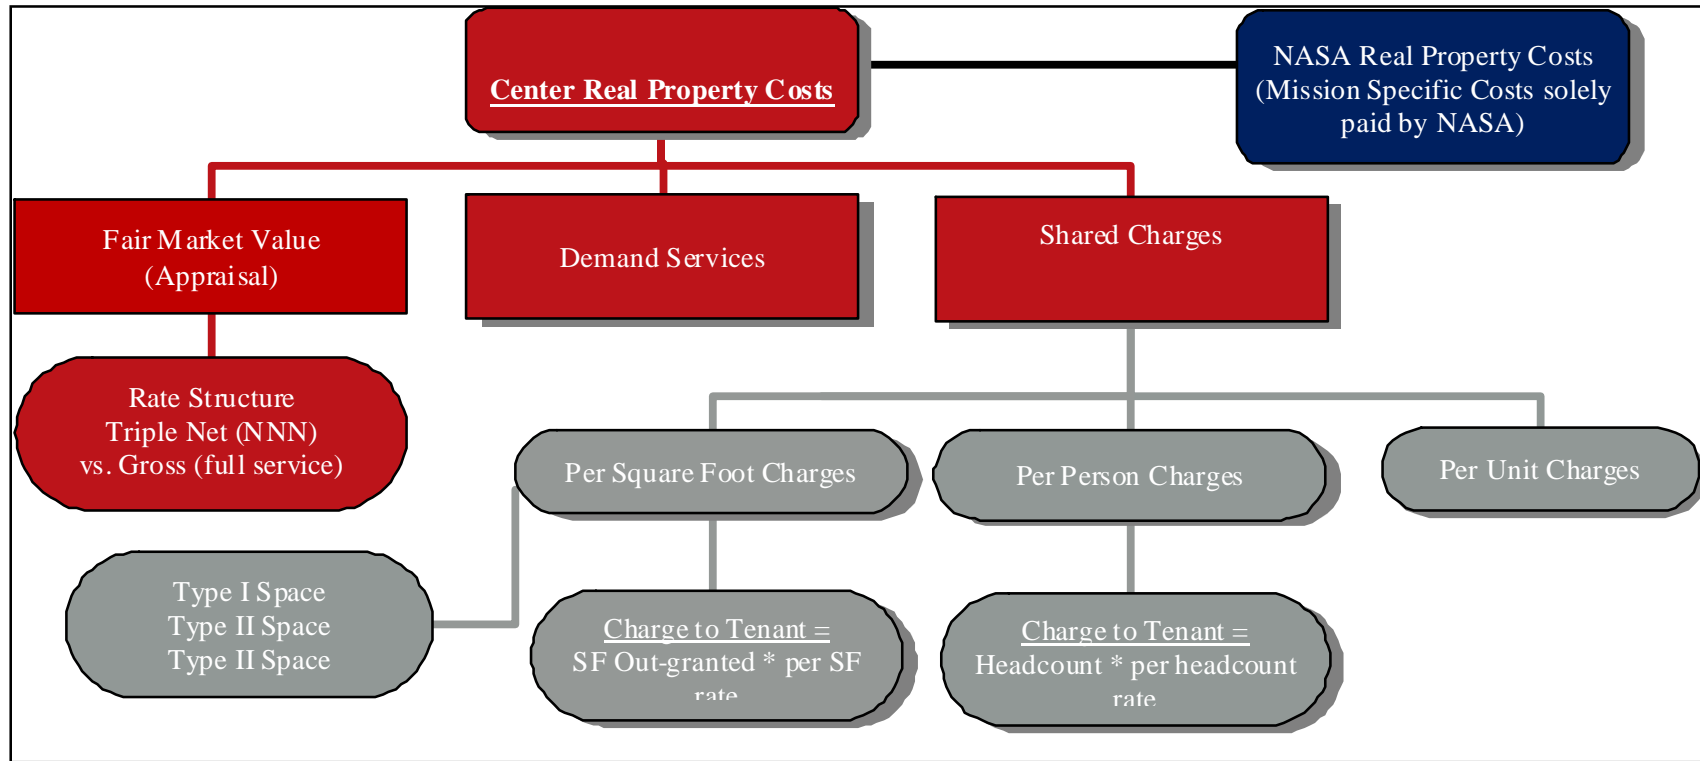 Center Real Property Costs
NASA Real Property Costs
(Mission Specific Costs solely
paid by NASA)
Fair Market Value
(Appraisal)
Demand Services
Shared Charges
Rate Structure
Triple Net (NNN)
vs. Gross (full service)
Per Square Foot Charges
Per Person Charges
Per Unit Charges
Type I Space
Type II Space
Type II Space
Charge to Tenant =
SF Out-granted * per SF
rate
Charge to Tenant =
Headcount * per headcount
rate